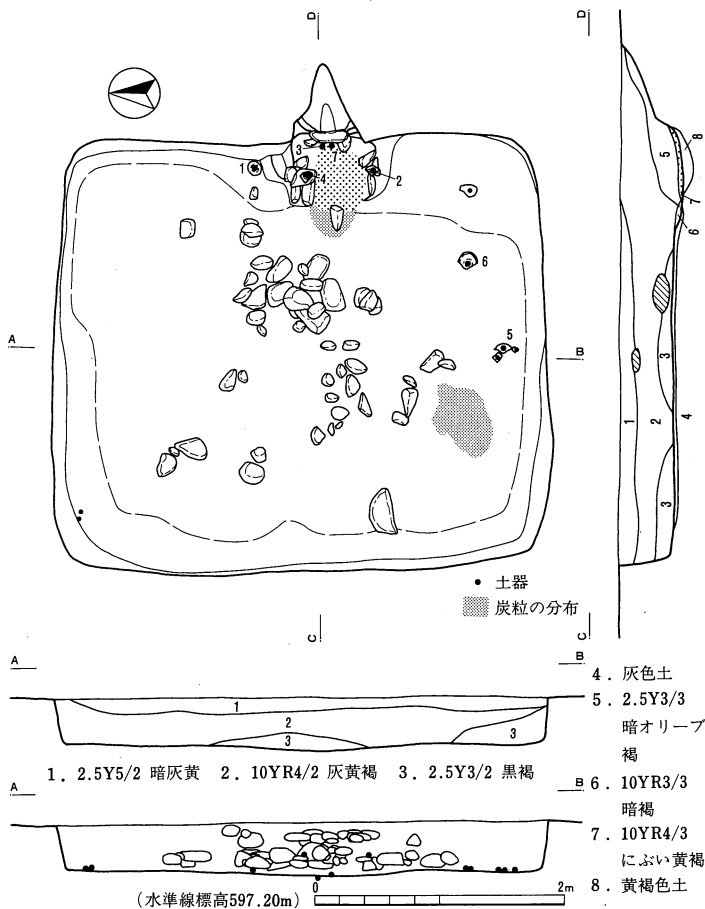 D
D
3
7
1
4
2
6
5
A
B
C
C
5
8
7
6
3
1
2
4
3
● 土器
炭粒の分布
A
B
1
2
3
3
1. 2.5Y5/2 暗灰黄 2. 10YR4/2 灰黄褐 3. 2.5Y3/2 黒褐
4. 灰色土
5. 2.5Y3/3
暗オリーブ
褐
6. 10YR3/3
暗褐
7. 10YR4/3
にぶい黄褐
8. 黄褐色土
A
B
(水準線標高597.20m)
0
2m